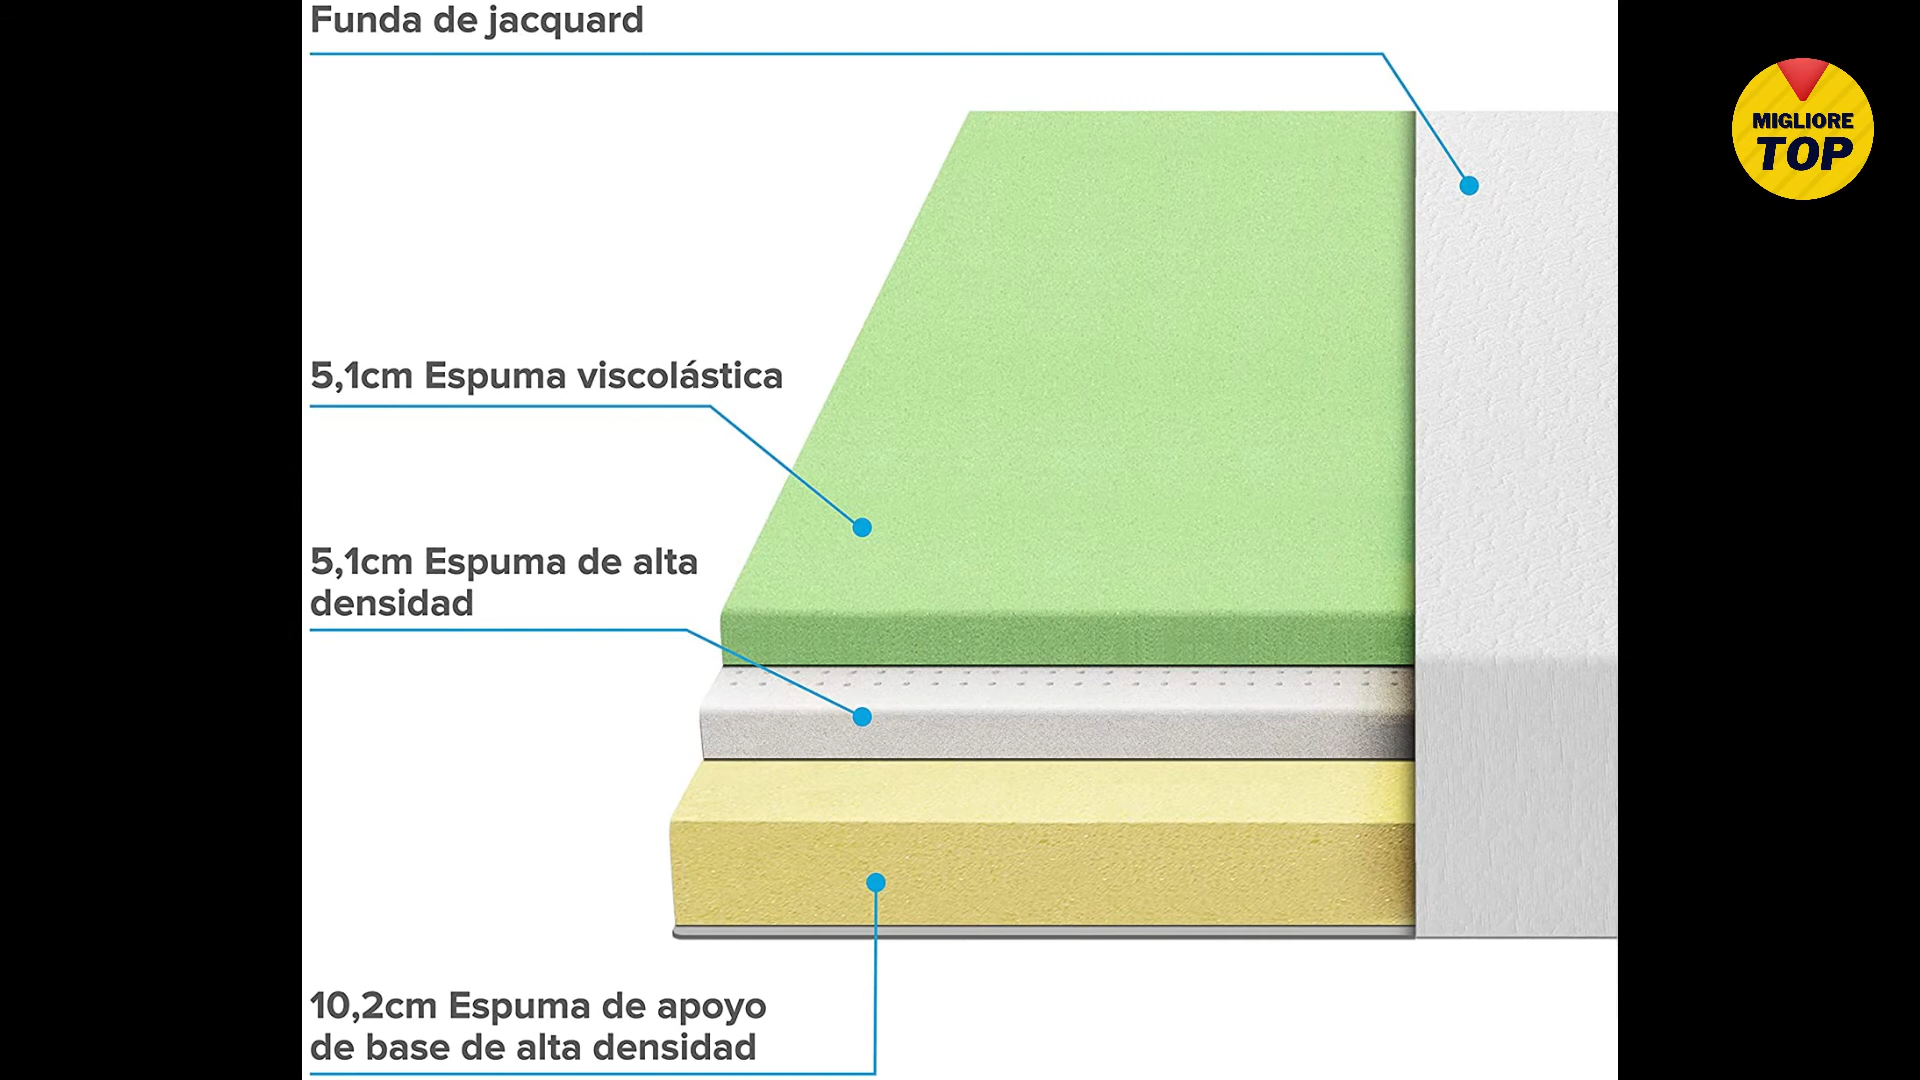 Funda de jacquard
MIGLIORE
TOP
5,1cm Espuma viscolástica
5,1cm Espuma de alta
densidad
10,2cm Espuma de apoyo
de base de alta densidad